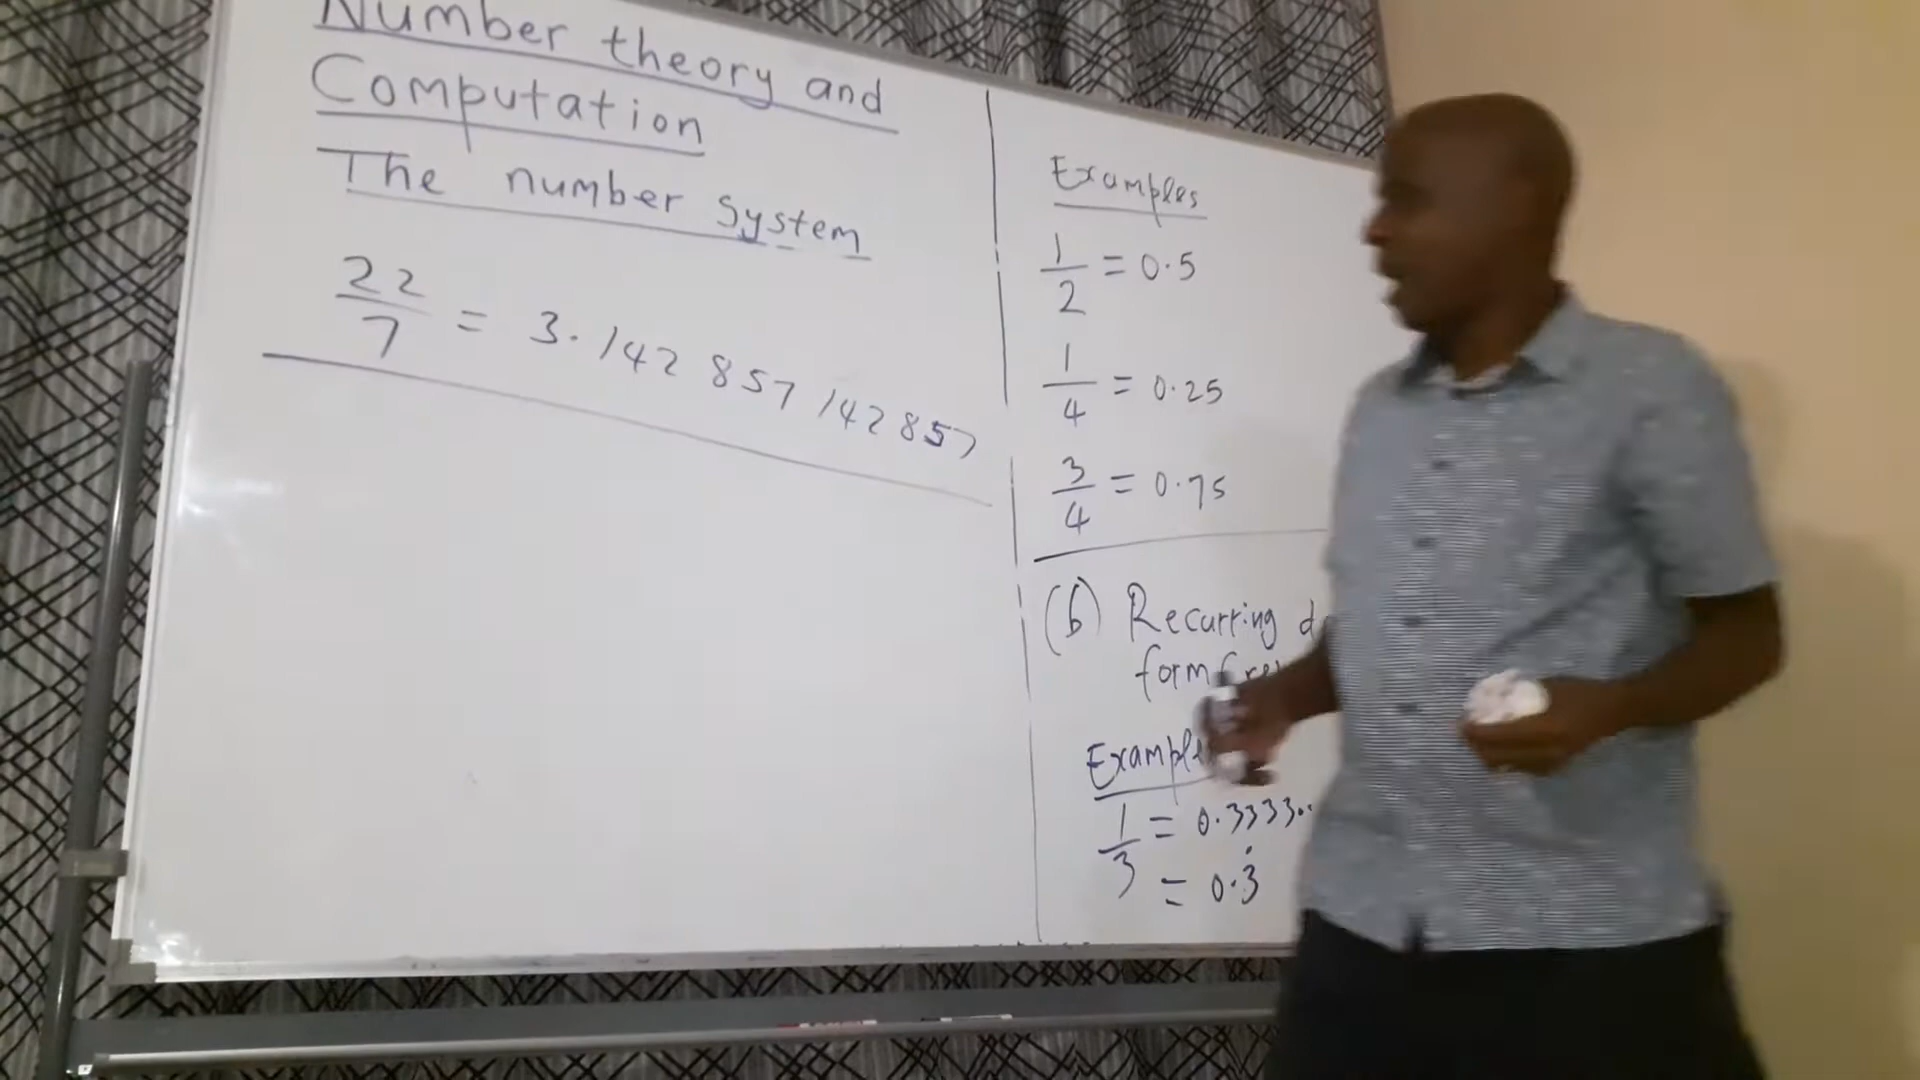 Number theory and
Computation
The number system
22/7 = 3.142 857 142857
Examples
1/2 = 0.5
1/4 = 0.25
3/4 = 0.75
(b) Recurring
form
Example
1/3 = 0.3333..
= 0.3̇